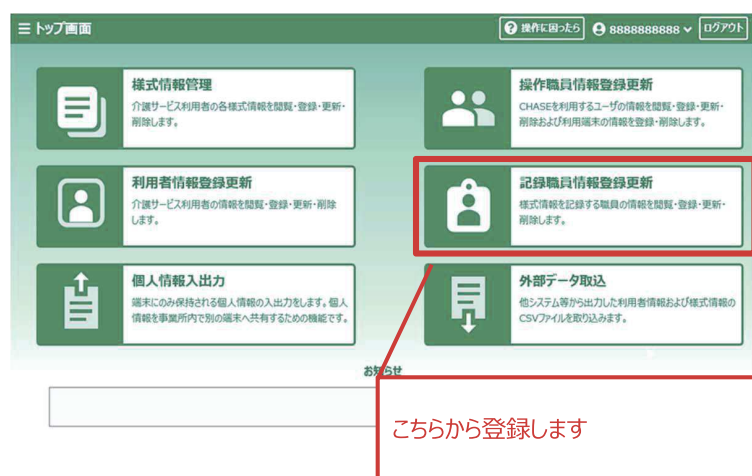 トップ画面
操作に困ったら
8888888888
ログアウト
様式情報管理
介護サービス利用者の各様式情報を閲覧・登録・更新・
削除します。
操作職員情報登録更新
CHASEを利用するユーザの情報を閲覧・登録・更新・
削除および利用端末の情報を登録・削除します。
利用者情報登録更新
介護サービス利用者の情報を閲覧・登録・更新・削除
します。
記録職員情報登録更新
様式情報を記録する職員の情報を閲覧・登録・更新・
削除します。
個人情報入出力
端末にのみ保持される個人情報の入出力をします。個人
情報を事業所内で別の端末へ共有するための機能です。
外部データ取込
他システム等から出力した利用者情報および様式情報の
CSVファイルを取り込みます。
お知らせ
こちらから登録します